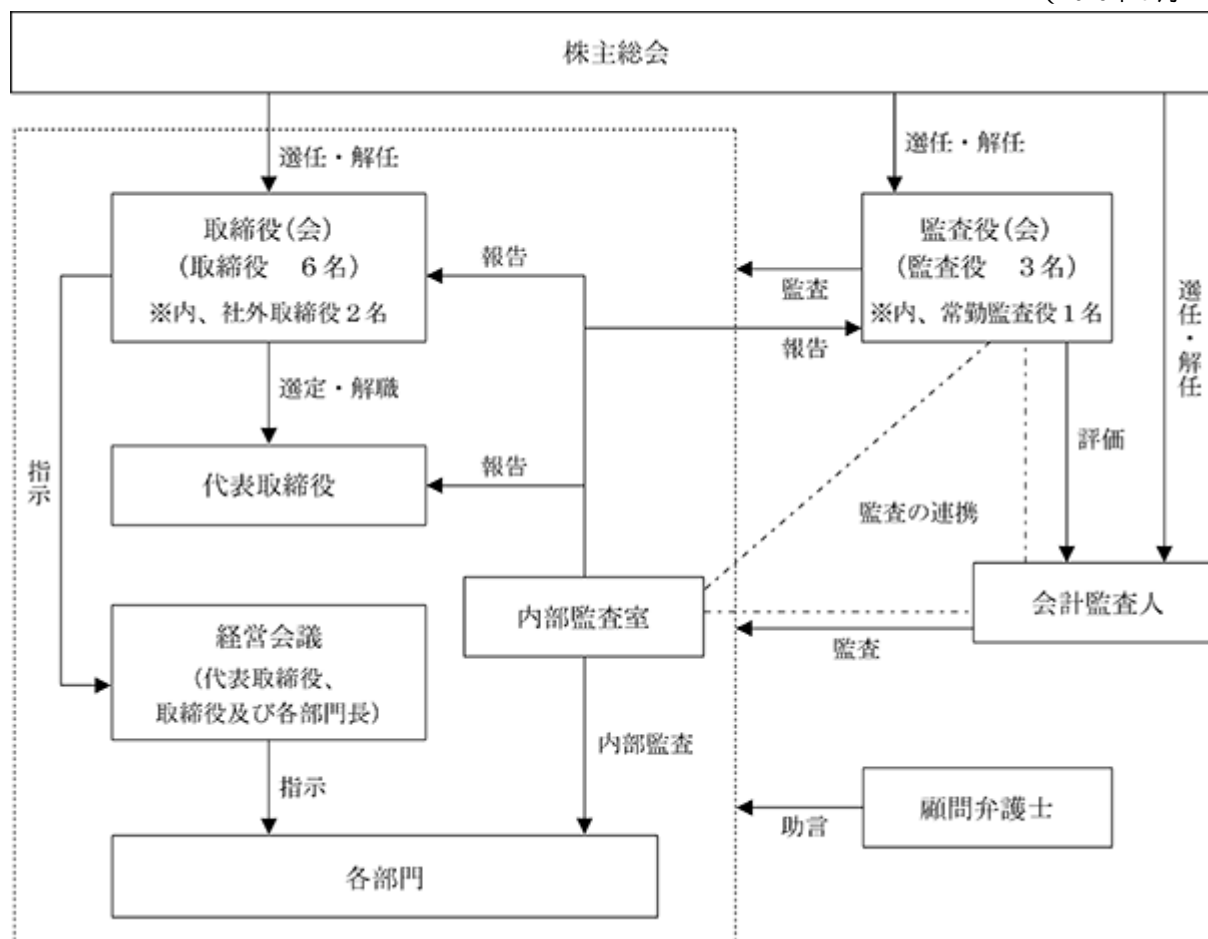 株主総会
選任・解任
選任・解任
選任・解任
取締役(会)
(取締役　6名)
※内、社外取締役2名
報告
監査役(会)
(監査役　3名)
※内、常勤監査役1名
監査
報告
選定・解職
評価
指示
代表取締役
報告
監査の連携
内部監査室
会計監査人
監査
経営会議
(代表取締役、
取締役及び各部門長)
内部監査
指示
顧問弁護士
助言
各部門